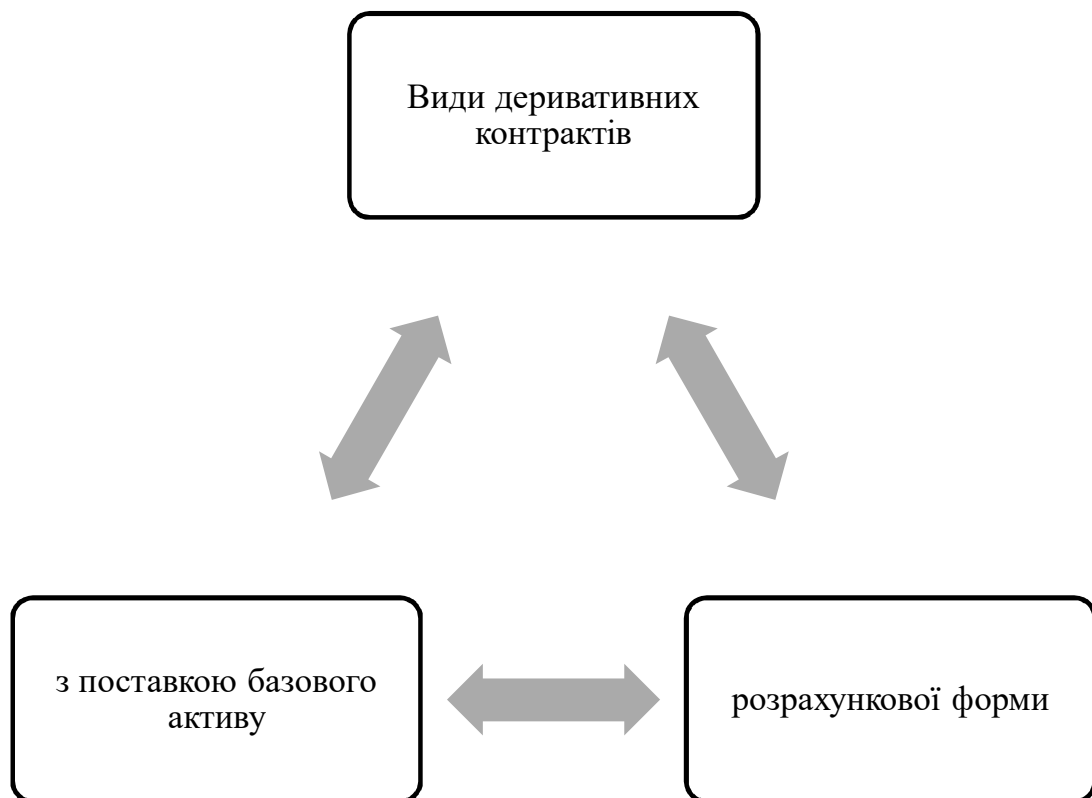 Види деривативних
контрактів
з поставкою базового
активу
розрахункової форми